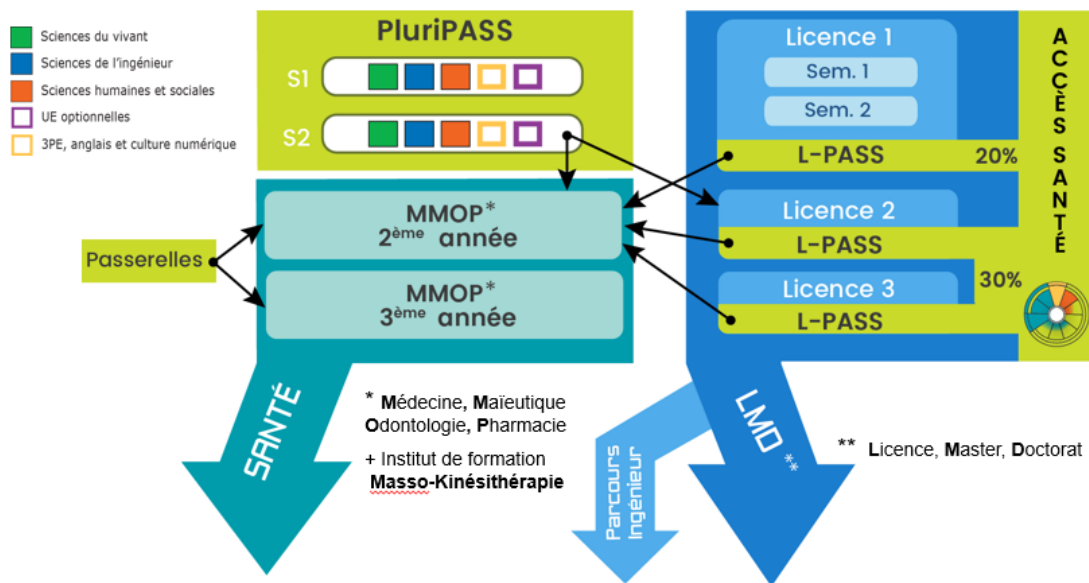 Sciences du vivant
Sciences de l'ingénieur
Sciences humaines et sociales
UE optionnelles
3PE, anglais et culture numérique
PluriPASS
S1
S2
MMOP*
2ème année
MMOP*
3ème année
Passerelles
SANTÉ
* Médecine, Maïeutique
Odontologie, Pharmacie
+ Institut de formation
Masso-Kinésithérapie
Licence 1
Sem. 1
Sem. 2
L-PASS
20%
Licence 2
L-PASS
30%
Licence 3
L-PASS
ACCÈS SANTÉ
LMD **
Parcours
Ingénieur
** Licence, Master, Doctorat